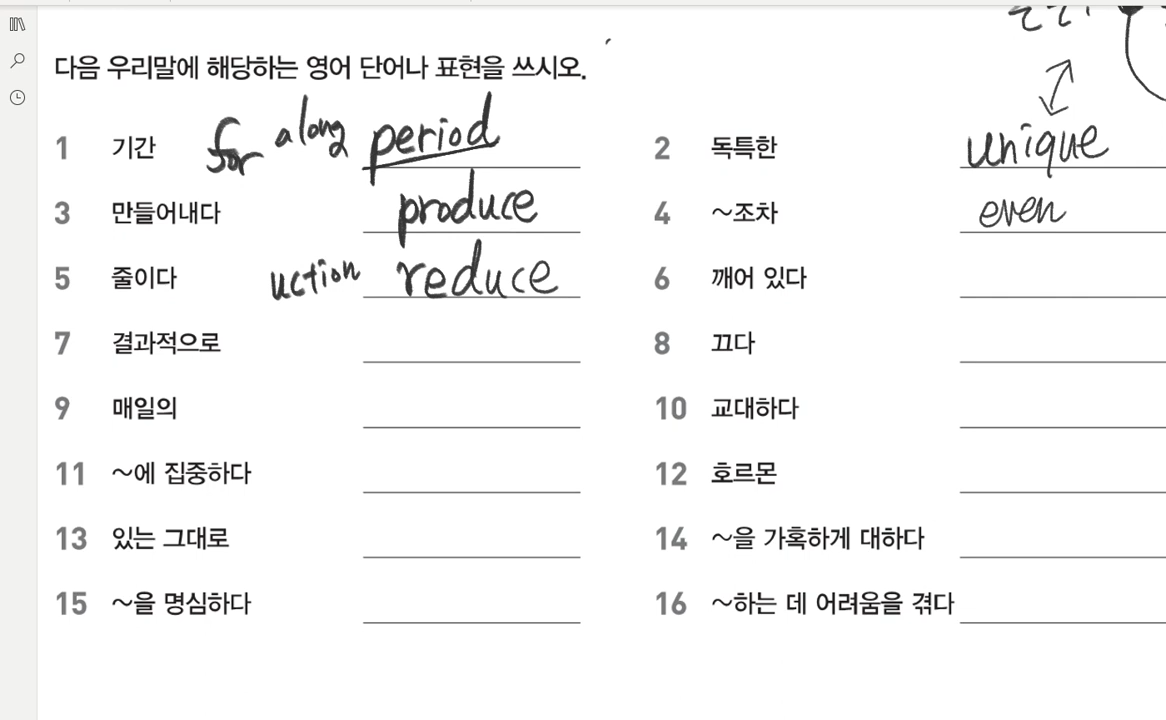 다음 우리말에 해당하는 영어 단어나 표현을 쓰시오.
1 기간 for along period
2 독특한 unique
3 만들어내다 produce
4 ~조차 even
5 줄이다 uction reduce
6 깨어 있다
7 결과적으로
8 끄다
9 매일의
10 교대하다
11 ~에 집중하다
12 호르몬
13 있는 그대로
14 ~을 가혹하게 대하다
15 ~을 명심하다
16 ~하는 데 어려움을 겪다